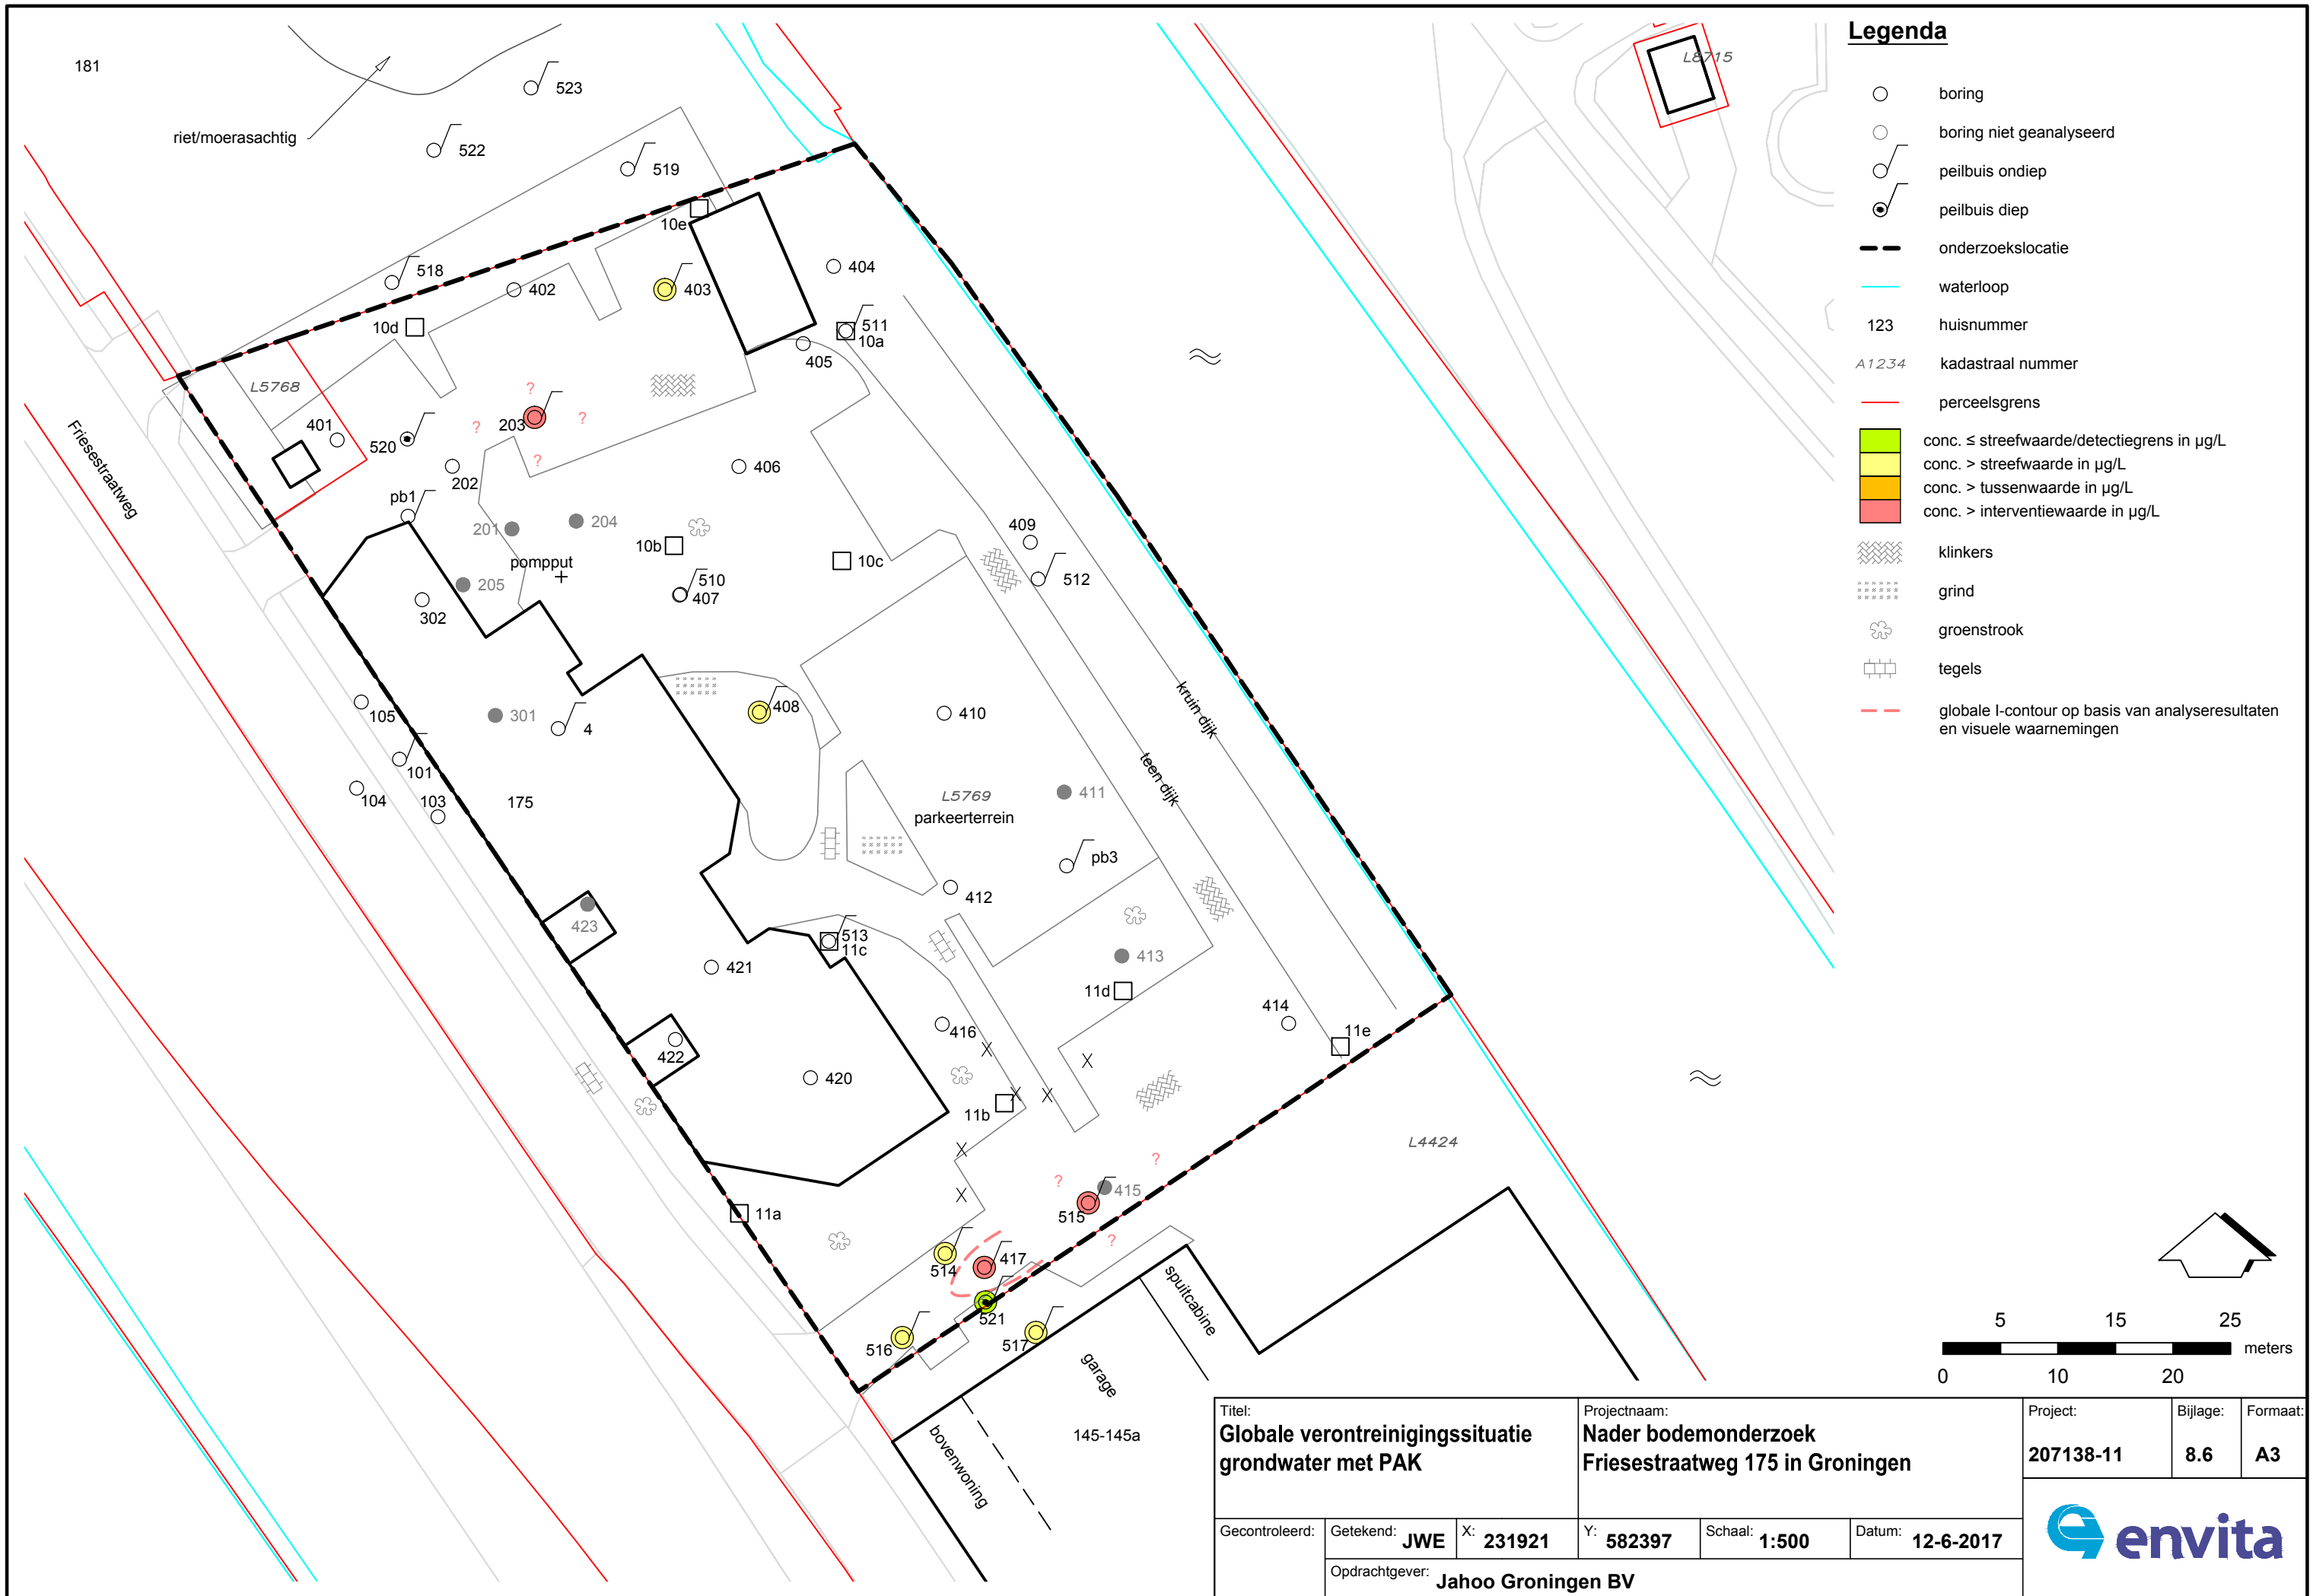 181
riet/moerasachtig
523
522
519
10e
518
402
403
404
10d
511
10a
405
L5768
?
?
?
?
203
401
520
202
406
pb1
201
204
10b
pompput
205
302
510
407
10c
409
512
Friesestraatweg
105
301
4
408
410
kruin dijk
teen dijk
101
104
103
175
L5769
parkeerterrein
411
pb3
412
423
513
11c
421
413
11d
414
11e
416
422
420
X
X
X
X
11b
X
X
L4424
11a
?
?
415
515
?
514
417
521
516
517
spuitcabine
garage
bovenwoning
145-145a
L8715
Legenda
boring
boring niet geanalyseerd
peilbuis ondiep
peilbuis diep
onderzoekslocatie
waterloop
123 huisnummer
A1234 kadastraal nummer
perceelsgrens
conc. ≤ streefwaarde/detectiegrens in µg/L
conc. > streefwaarde in µg/L
conc. > tussenwaarde in µg/L
conc. > interventiewaarde in µg/L
klinkers
grind
groenstrook
tegels
globale I-contour op basis van analyseresultaten
en visuele waarnemingen
5 15 25
meters
0 10 20
Titel:
Globale verontreinigingssituatie
grondwater met PAK
Projectnaam:
Nader bodemonderzoek
Friesestraatweg 175 in Groningen
Project:
207138-11
Bijlage:
8.6
Formaat:
A3
Gecontroleerd:
Getekend: JWE
X: 231921
Y: 582397
Schaal: 1:500
Datum: 12-6-2017
Opdrachtgever: Jahoo Groningen BV
envita